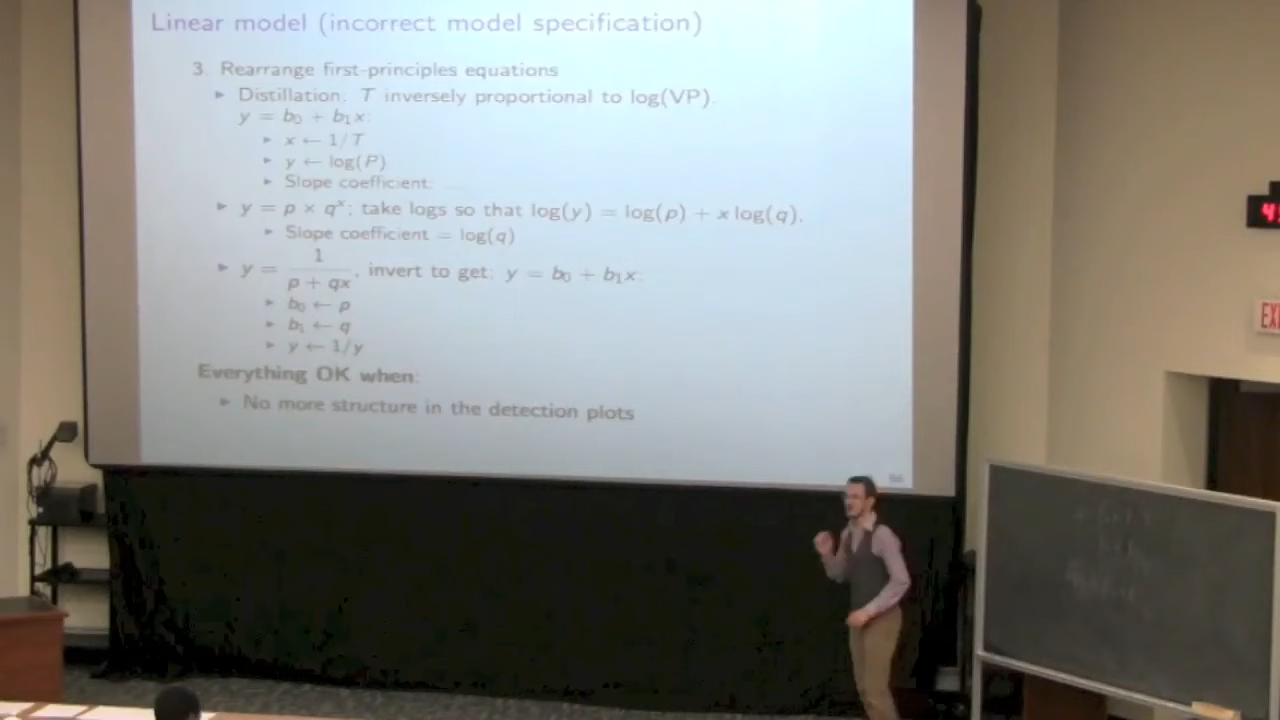 Linear model (incorrect model specification)
3. Rearrange first-principles equations
▸ Distillation: T inversely proportional to log(VP).
y = b₀ + b₁x:
▸ x ← 1/T
▸ y ← log(P)
▸ Slope coefficient:
▸ y = p × qˣ; take logs so that log(y) = log(p) + x log(q).
▸ Slope coefficient = log(q)
▸ y = 1/(p + qx), invert to get: y = b₀ + b₁x:
▸ b₀ ← p
▸ b₁ ← q
▸ y ← 1/y
Everything OK when:
▸ No more structure in the detection plots